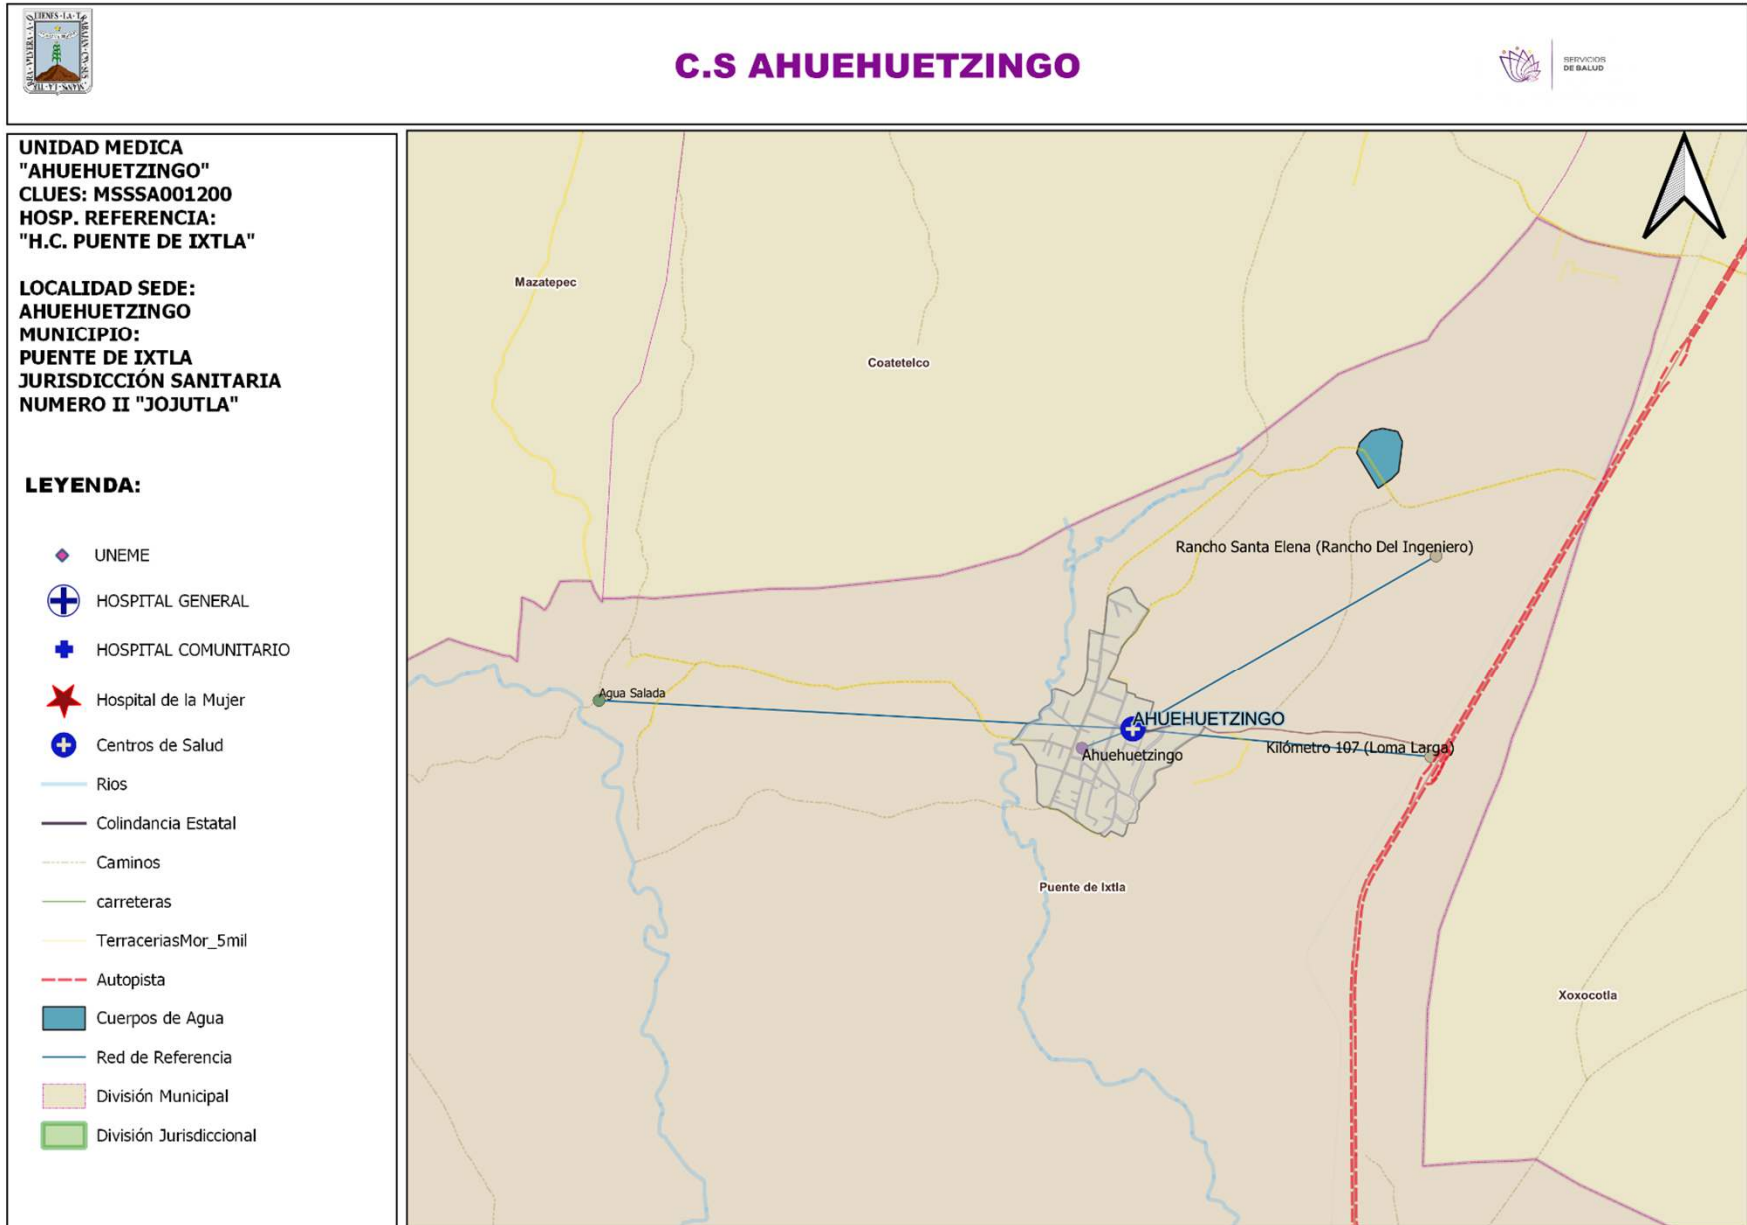 C.S AHUEHUETZINGO
SERVICIOS
DE SALUD
UNIDAD MEDICA
"AHUEHUETZINGO"
CLUES: MSSSA001200
HOSP. REFERENCIA:
"H.C. PUENTE DE IXTLA"
LOCALIDAD SEDE:
AHUEHUETZINGO
MUNICIPIO:
PUENTE DE IXTLA
JURISDICCIÓN SANITARIA
NUMERO II "JOJUTLA"
LEYENDA:
UNEME
HOSPITAL GENERAL
HOSPITAL COMUNITARIO
Hospital de la Mujer
Centros de Salud
Rios
Colindancia Estatal
Caminos
carreteras
TerraceriasMor_5mil
Autopista
Cuerpos de Agua
Red de Referencia
División Municipal
División Jurisdiccional
Mazatepec
Coatetelco
Rancho Santa Elena (Rancho Del Ingeniero)
Agua Salada
AHUEHUETZINGO
Kilómetro 107 (Loma Larga)
Ahuehuetzingo
Puente de Ixtla
Xoxocotla